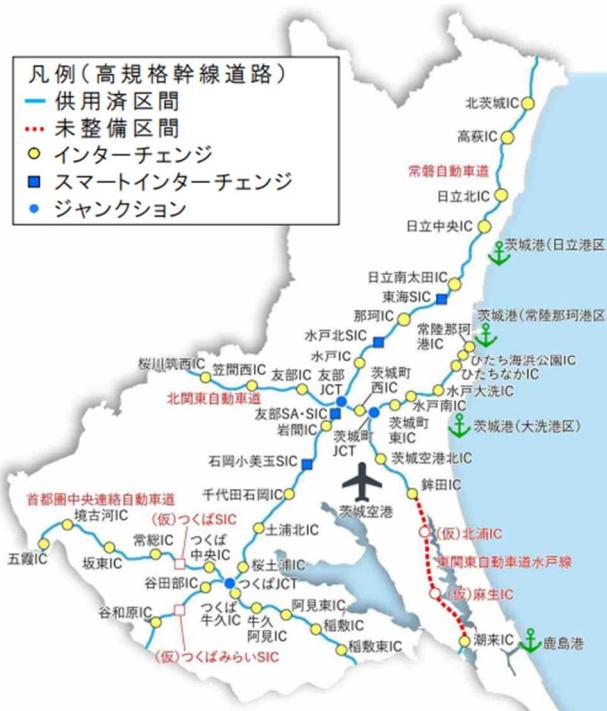 凡例(高規格幹線道路)
供用済区間
未整備区間
インターチェンジ
スマートインターチェンジ
ジャンクション
北茨城IC
高萩IC
常磐自動車道
日立北IC
日立中央IC
茨城港(日立港区)
日立南太田IC
東海SIC
那珂IC
茨城港(常陸那珂港区
水戸北SIC
常陸那珂
港IC
水戸IC
ひたち海浜公園IC
桜川筑西IC
笠間西IC
友部IC
友部
JCT
茨城町
西IC
ひたちなかIC
水戸大洗IC
北関東自動車道
水戸南IC
友部SA・SIC
茨城町
JCT
茨城町
東IC
茨城港(大洗港区)
岩間IC
茨城空港北IC
石岡小美玉SIC
鉾田IC
千代田石岡IC
茨城空港
首都圏中央連絡自動車道
境古河IC
(仮)つくばSIC
土浦北IC
(仮)北浦IC
五霞IC
坂東IC
常総IC
つくば
中央IC
桜土浦IC
東関東自動車道水戸線
谷田部IC
つくばJCT
(仮)麻生IC
谷和原IC
つくば
牛久IC
牛久
阿見IC
阿見東IC
稲敷IC
稲敷東IC
潮来IC
鹿島港
(仮)つくばみらいSIC